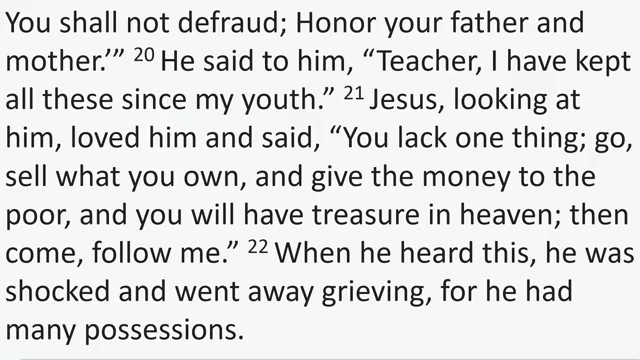 You shall not defraud; Honor your father and
mother.’” 20 He said to him, “Teacher, I have kept
all these since my youth.” 21 Jesus, looking at
him, loved him and said, “You lack one thing; go,
sell what you own, and give the money to the
poor, and you will have treasure in heaven; then
come, follow me.” 22 When he heard this, he was
shocked and went away grieving, for he had
many possessions.